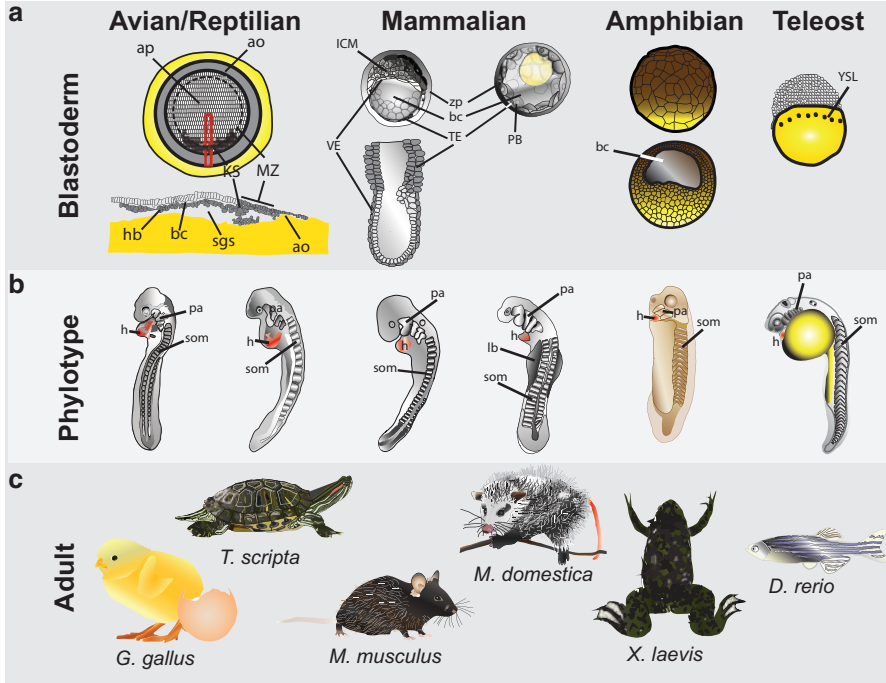 a
Avian/Reptilian
Mammalian
Amphibian
Teleost
Blastoderm
ap
ao
KS
MZ
hb
bc
sgs
ao
ICM
zp
bc
TE
VE
PB
bc
YSL
b
Phylotype
pa
h
som
pa
h
som
pa
h
som
pa
h
lb
som
pa
h
som
pa
h
som
c
Adult
T. scripta
G. gallus
M. domestica
M. musculus
X. laevis
D. rerio